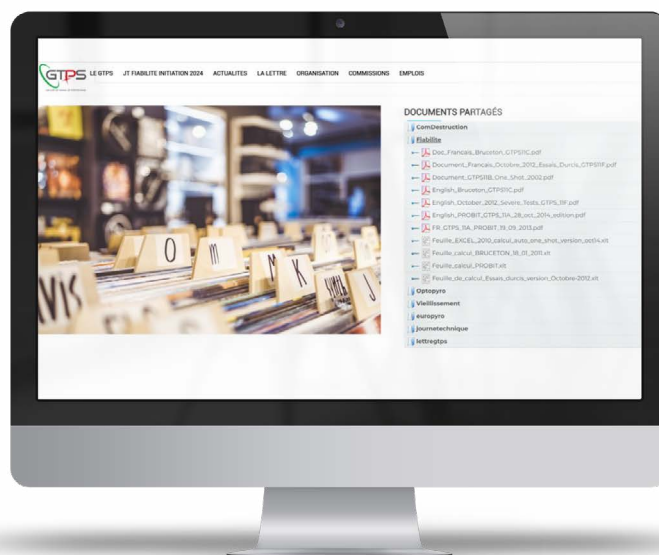 GTPS
LE GTPS JT FIABILITE INITIATION 2024 ACTUALITES LA LETTRE ORGANISATION COMMISSIONS EMPLOIS
DOCUMENTS PARTAGÉS
ComDestruction
Fiabilite
Doc_Francais_Bruceton_GTPS11C.pdf
Document_Francais_Octobre_2012_Essais_Durcis_GTPS11F.pdf
Document_GTPS11B_One_Shot_2002.pdf
English_Bruceton_GTPS11C.pdf
English_October_2012_Severe_Tests_GTPS_11F.pdf
English_PROBIT_GTPS_11A_28_oct_2014_edition.pdf
FR_GTPS_11A_PROBIT_19_09_2013.pdf
Feuille_EXCEL_2010_calcul_auto_one_shot_version_oct14.xlt
Feuille_calcul_BRUCETON_18_01_2011.xlt
Feuille_calcul_PROBIT.xlt
Feuille_de_calcul_Essais_durcis_version_Octobre-2012.xlt
Optopyro
Vieillissement
europyro
journetechnique
lettregtps
O
m
K
J
VIS